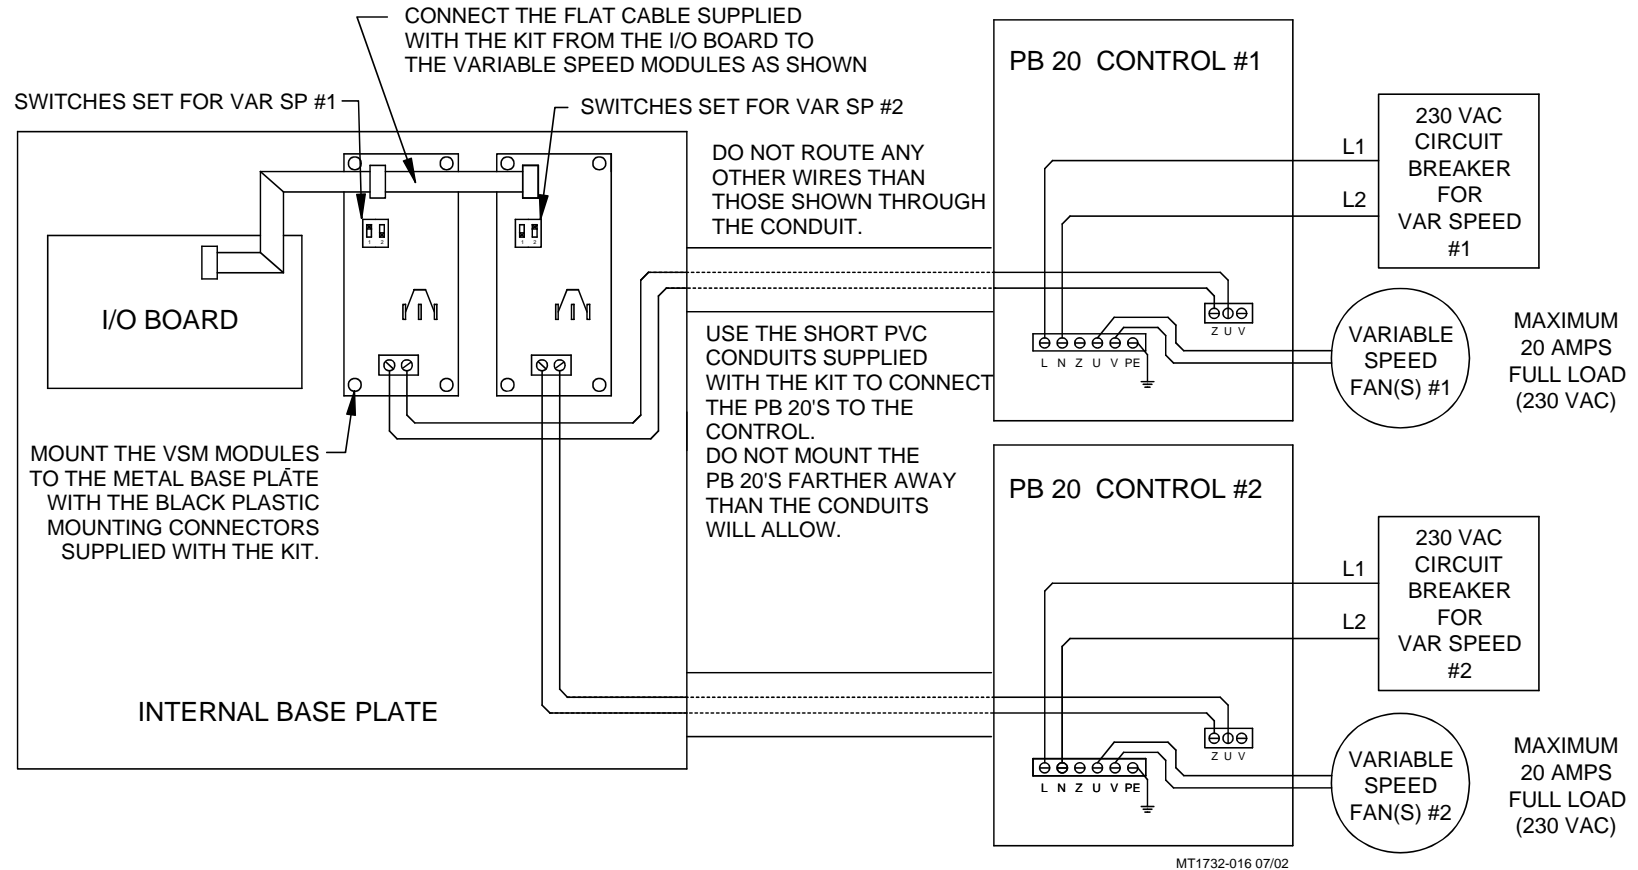 CONNECT THE FLAT CABLE SUPPLIED
WITH THE KIT FROM THE I/O BOARD TO
THE VARIABLE SPEED MODULES AS SHOWN
SWITCHES SET FOR VAR SP #1
SWITCHES SET FOR VAR SP #2
1 2
1 2
I/O BOARD
MOUNT THE VSM MODULES
TO THE METAL BASE PLATE
WITH THE BLACK PLASTIC
MOUNTING CONNECTORS
SUPPLIED WITH THE KIT.
INTERNAL BASE PLATE
DO NOT ROUTE ANY
OTHER WIRES THAN
THOSE SHOWN THROUGH
THE CONDUIT.
USE THE SHORT PVC
CONDUITS SUPPLIED
WITH THE KIT TO CONNECT
THE PB 20'S TO THE
CONTROL.
DO NOT MOUNT THE
PB 20'S FARTHER AWAY
THAN THE CONDUITS
WILL ALLOW.
PB 20 CONTROL #1
L1
L2
230 VAC
CIRCUIT
BREAKER
FOR
VAR SPEED
#1
Z U V
L N Z U V PE
VARIABLE
SPEED
FAN(S) #1
MAXIMUM
20 AMPS
FULL LOAD
(230 VAC)
PB 20 CONTROL #2
L1
L2
230 VAC
CIRCUIT
BREAKER
FOR
VAR SPEED
#2
Z U V
L N Z U V PE
VARIABLE
SPEED
FAN(S) #2
MAXIMUM
20 AMPS
FULL LOAD
(230 VAC)
MT1732-016 07/02